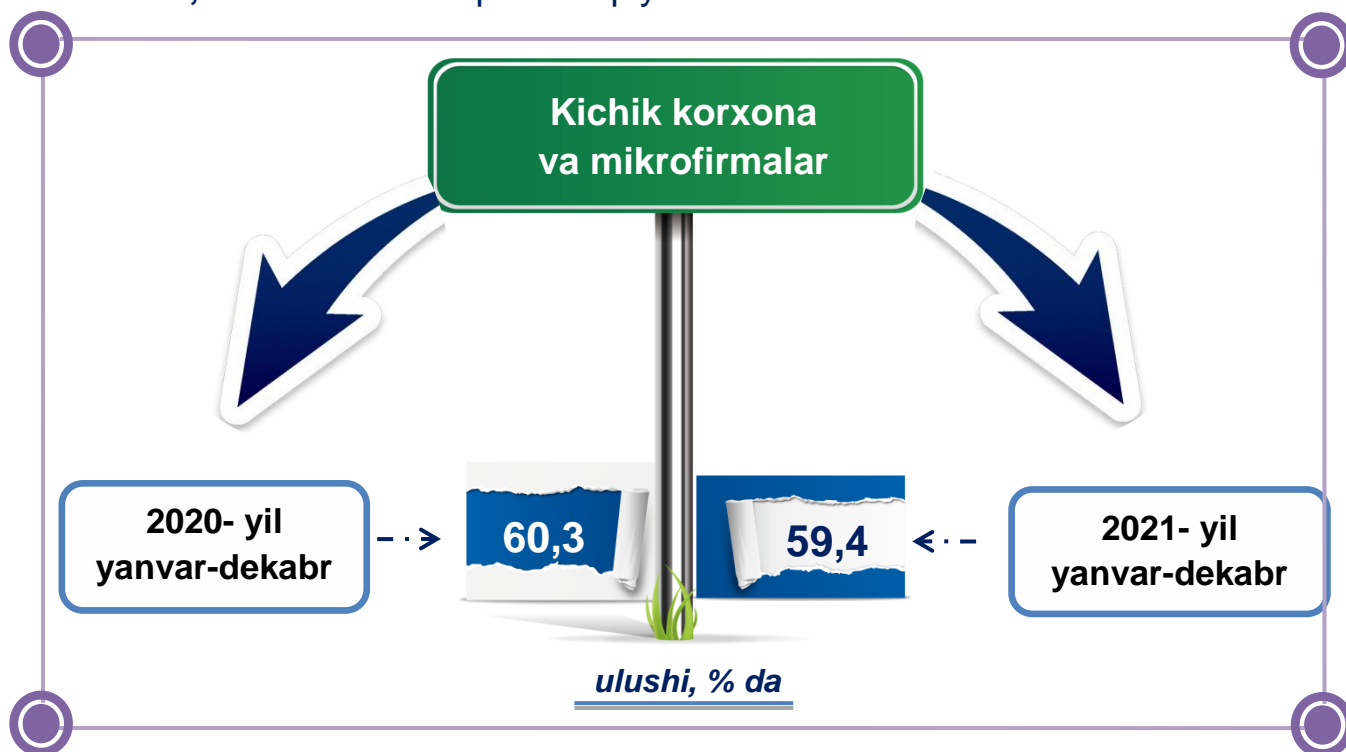 Kichik korxona
va mikrofirmalar
2020- yil
yanvar-dekabr
60,3
59,4
2021- yil
yanvar-dekabr
ulushi, % da